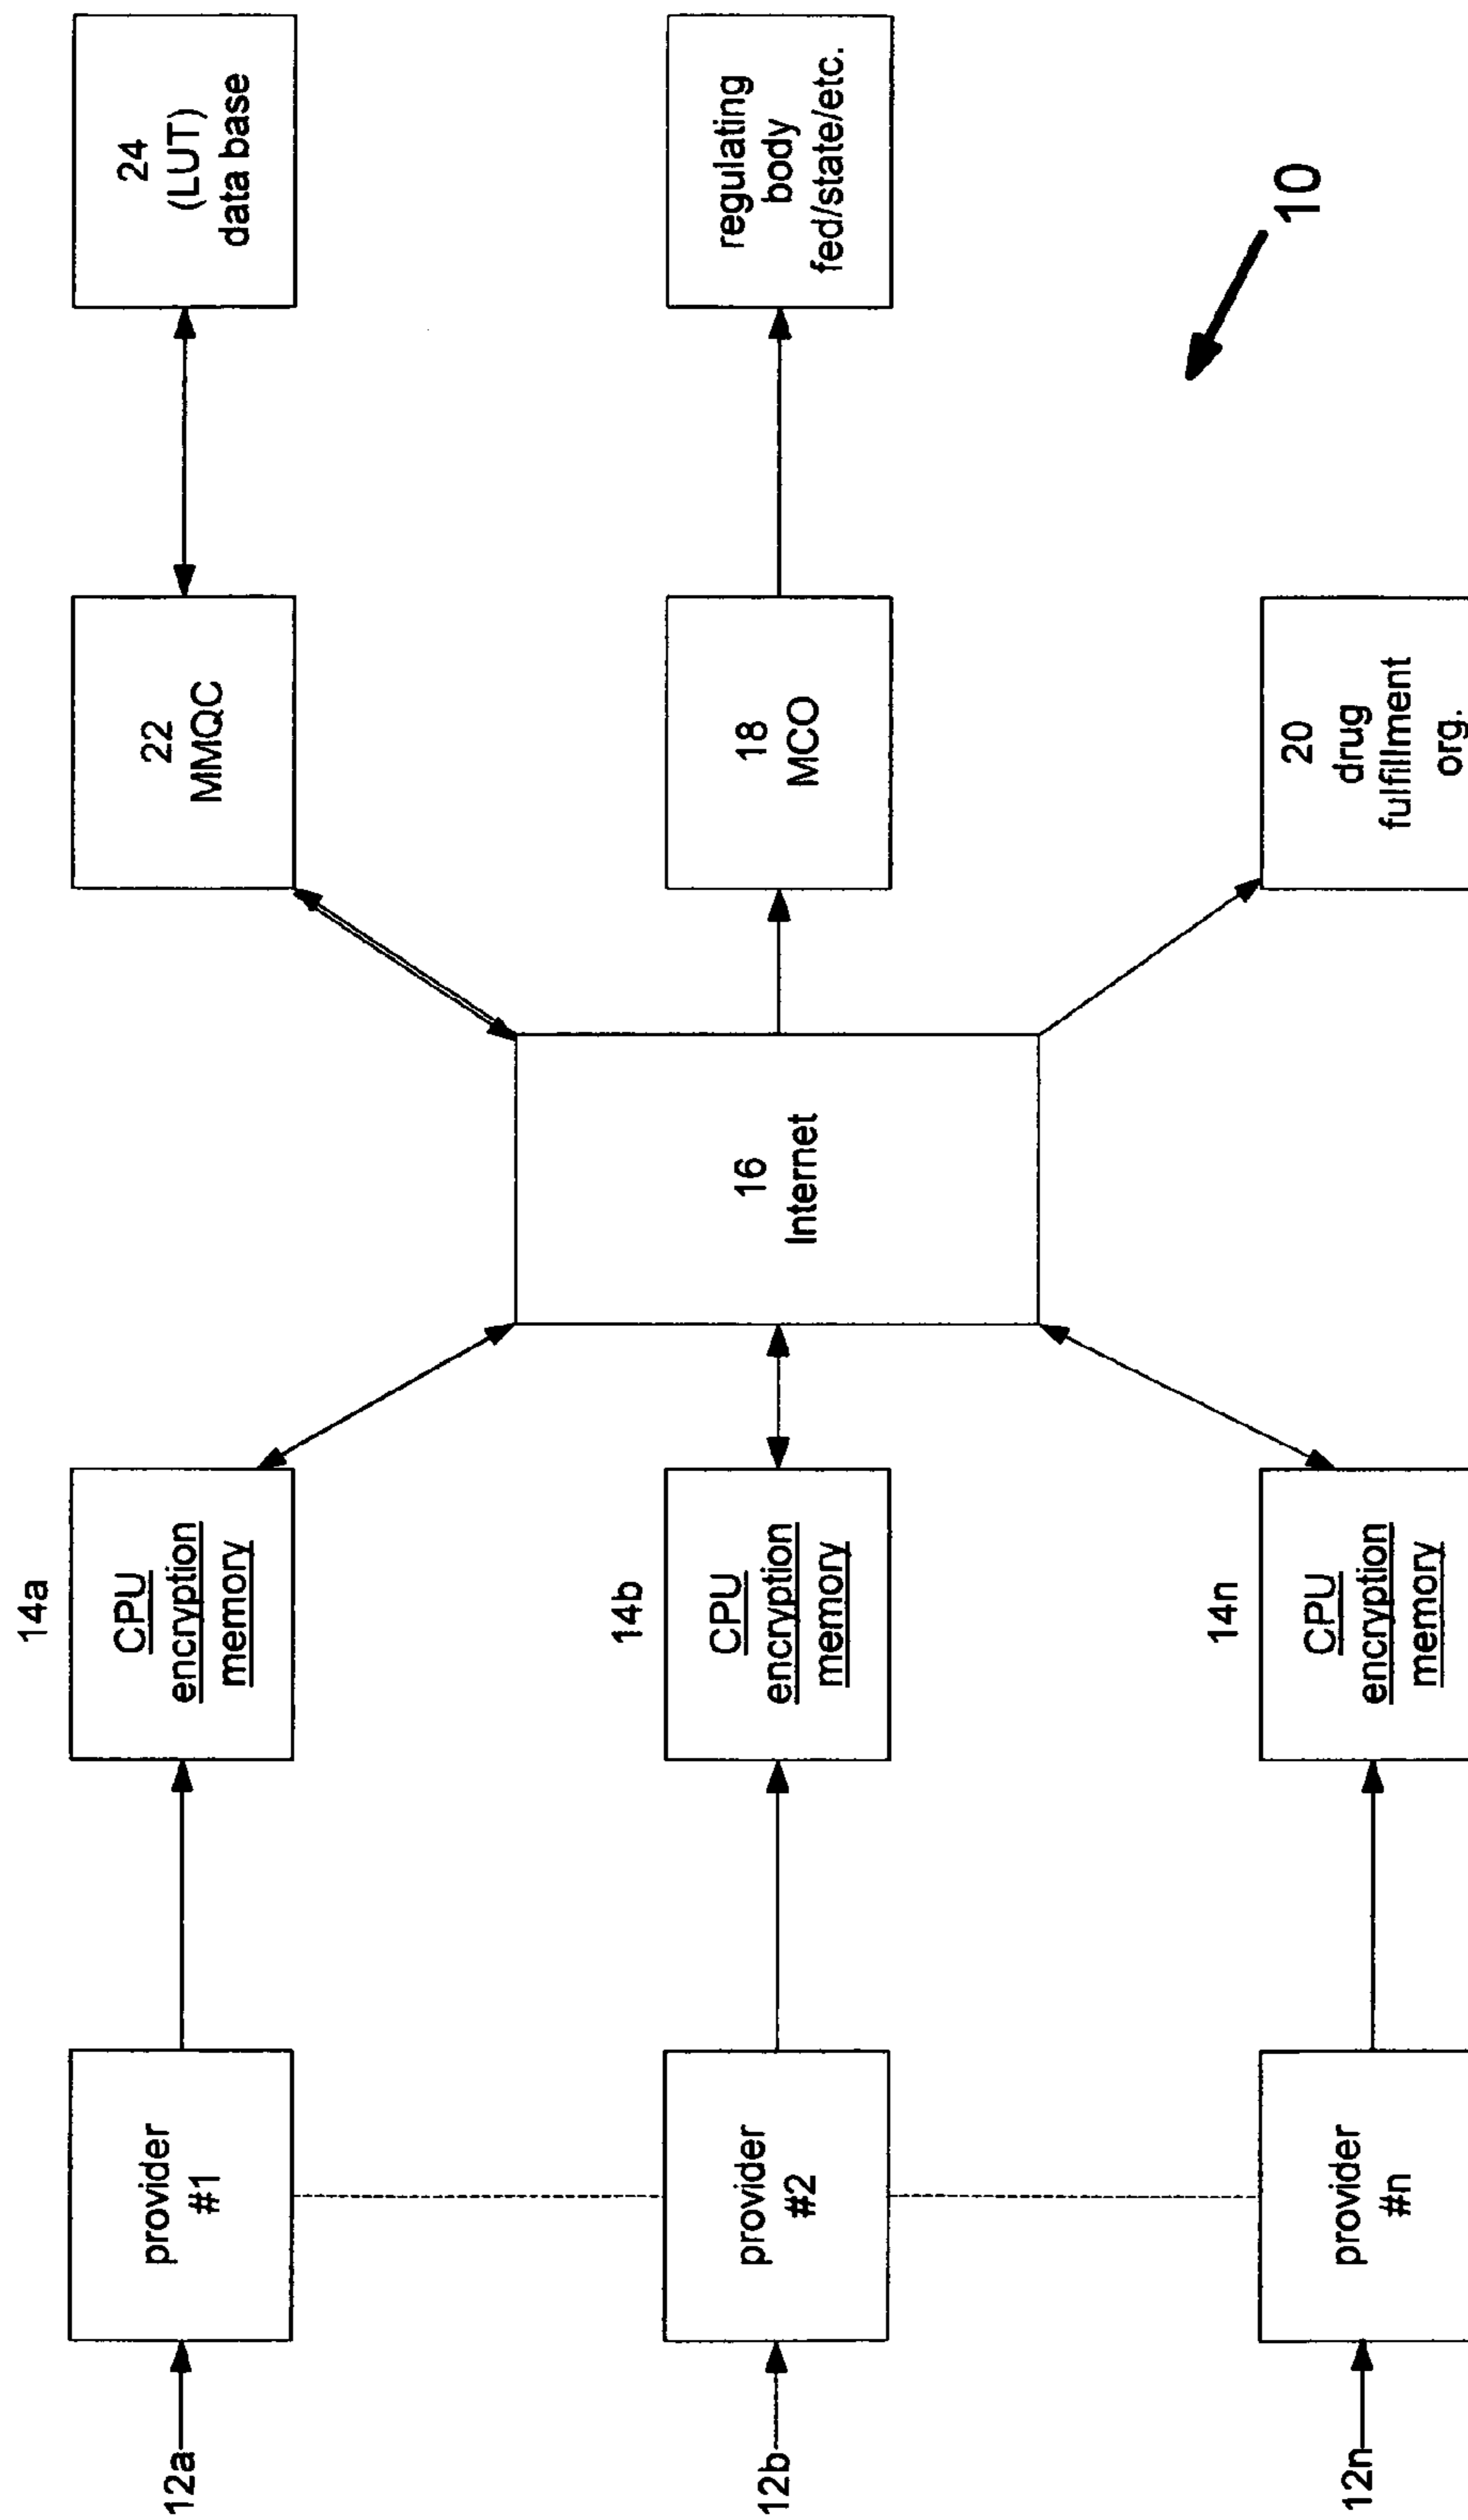 12a
provider
#1
14a
CPU
encryption
memory
22
MMQC
24
(LUT)
data base
12b
provider
#2
14b
CPU
encryption
memory
16
Internet
18
MCO
regulating
body
fed/state/etc.
12n
provider
#n
14n
CPU
encryption
memory
20
drug
fulfillment
org.
10